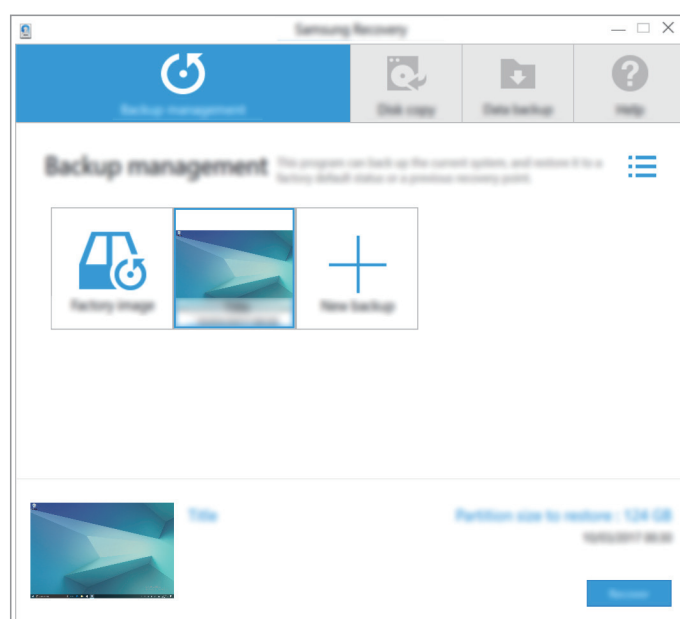 Samsung Recovery
Backup management
Disk copy
Data backup
Help
Backup management
This program can back up the current system, and restore it to a
factory default status or a previous recovery point.
Factory image
Title
New backup
Title
Partition size to restore : 124 GB
Recover